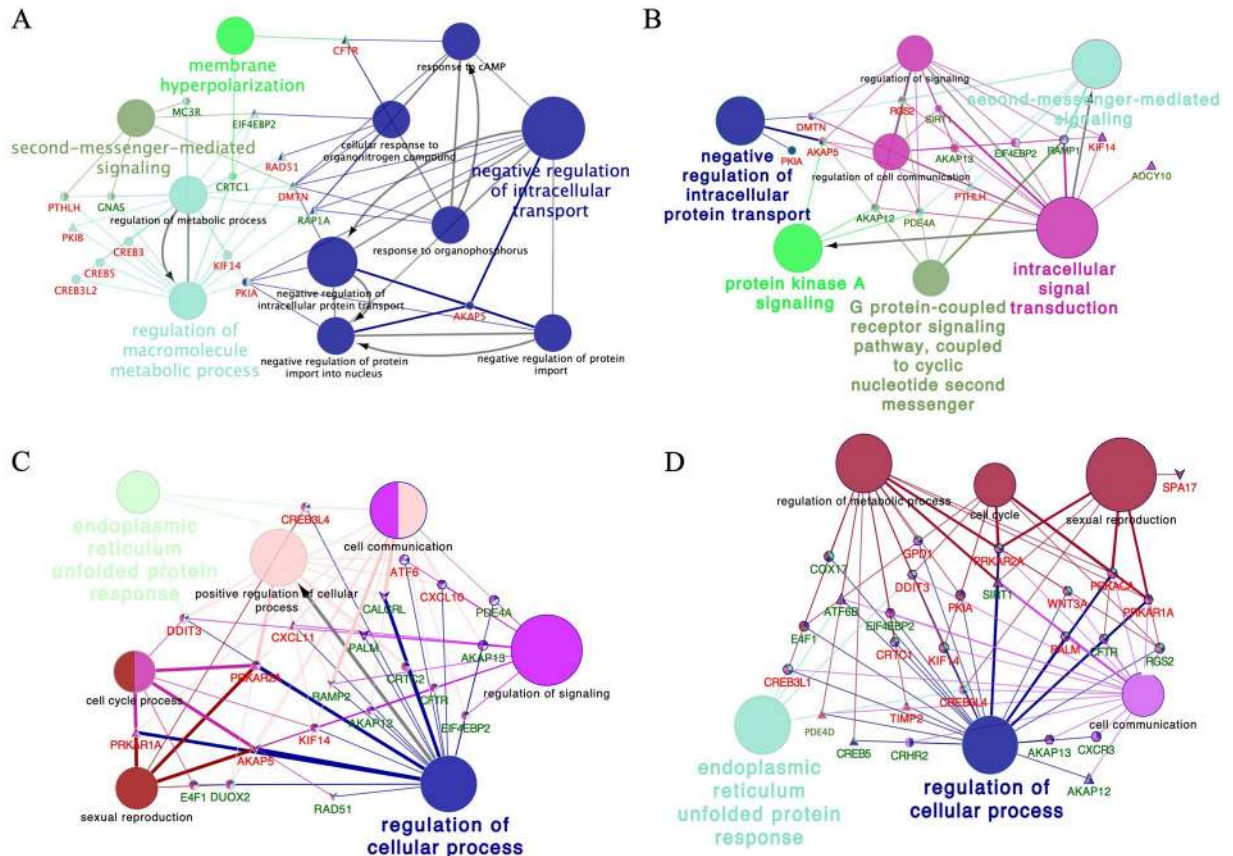 A
CFTR
response to cAMP
membrane
hyperpolarization
MC3R
EIF4EBP2
second-messenger-mediated
signaling
cellular response to
organonitrogen compound
RAD51
negative regulation
of intracellular
transport
CRTC1
DMTN
PTHLH
GNAS
regulation of metabolic process
RAP1A
PKIB
CREB3
response to organophosphorus
CREB5
KIF14
CREB3L2
PKIA
negative regulation of
intracellular protein transport
AKAP5
regulation of
macromolecule
metabolic process
negative regulation of protein
import into nucleus
negative regulation of protein
import
B
regulation of signaling
second-messenger-mediated
signaling
RGS2
SIRT1
DMTN
negative
regulation of
intracellular
protein transport
AKAP5
PKIA
AKAP13
EIF4EBP2
RAMP1
KIF14
regulation of cell communication
ADCY10
PTHLH
AKAP12
PDE4A
protein kinase A
signaling
intracellular
signal
transduction
G protein-coupled
receptor signaling
pathway, coupled
to cyclic
nucleotide second
messenger
C
CREB3L4
endoplasmic
reticulum
unfolded protein
response
cell communication
ATF6
positive regulation of cellular
process
CALCRL
CXCL10
PDE4A
DDIT3
CXCL11
PALM
AKAP13
PRKAR2A
CRTC2
regulation of signaling
cell cycle process
RAMP2
CFTR
AKAP12
EIF4EBP2
PRKAR1A
KIF14
AKAP5
E4F1
DUOX2
RAD51
sexual reproduction
regulation of
cellular process
D
SPA17
regulation of metabolic process
cell cycle
sexual reproduction
GPD1
PRKAR2A
COX17
DDIT3
PRKACA
ATF6B
PKIA
SIRT1
WNT3A
PRKAR1A
E4F1
EIF4EBP2
CRTC1
KIF14
PALM
CFTR
RGS2
CREB3L1
CREB3L4
TIMP2
cell communication
PDE4D
CREB5
CRHR2
AKAP13
CXCR3
AKAP12
endoplasmic
reticulum
unfolded protein
response
regulation of
cellular process